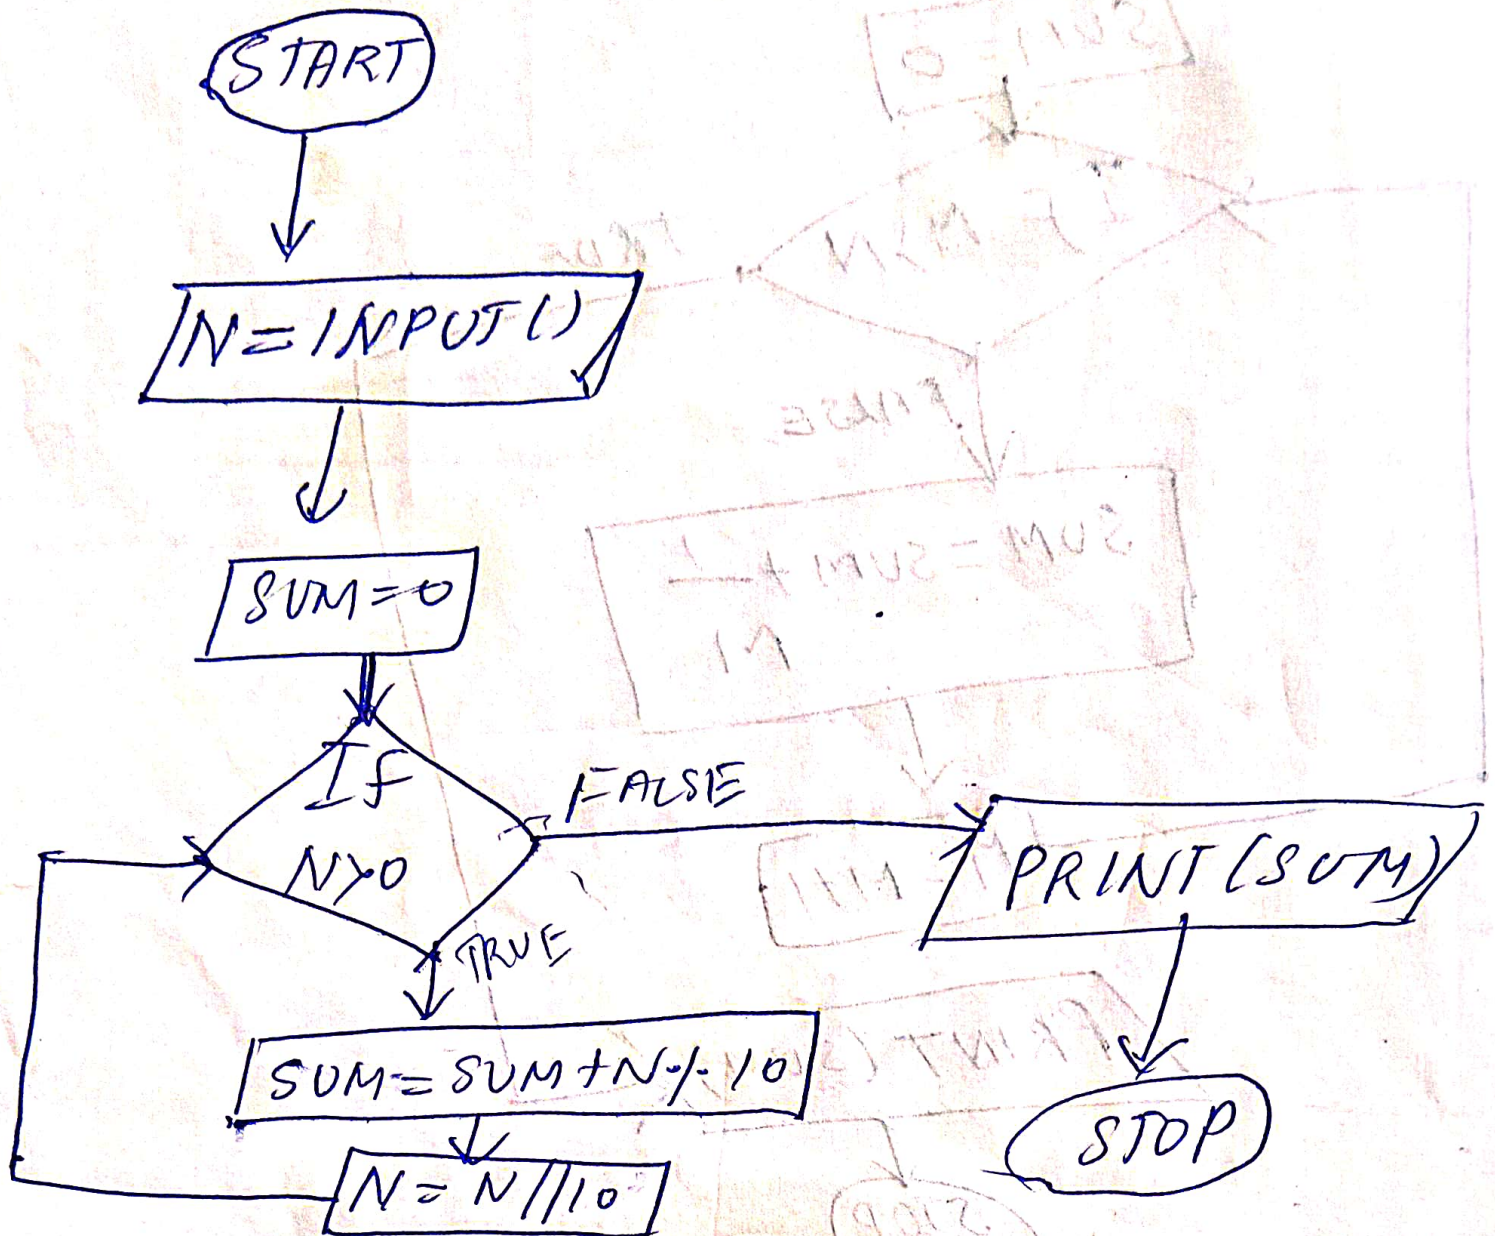 START
N=INPUT()
SUM=0
If
N>0
FALSE
TRUE
PRINT(SUM)
SUM=SUM+N%10
N=N//10
STOP